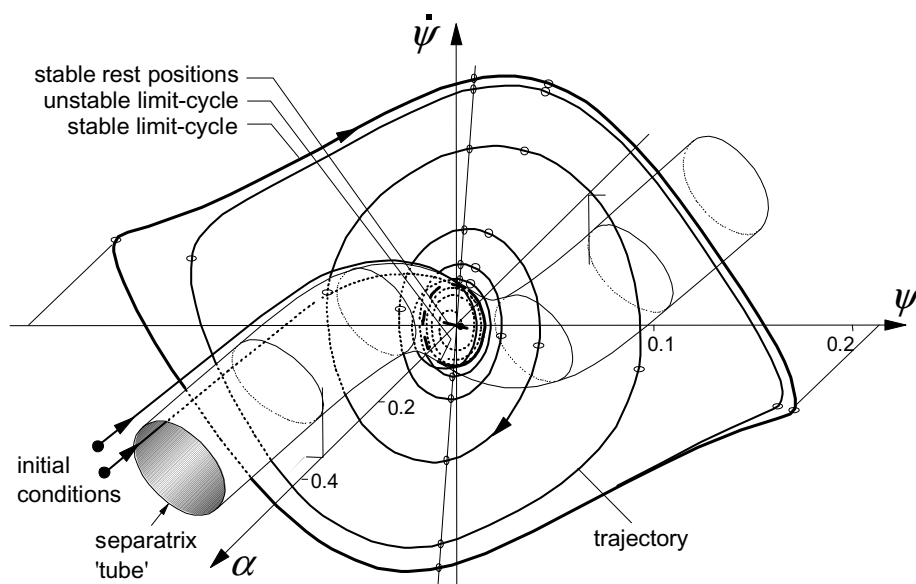 ψ̇
stable rest positions
unstable limit-cycle
stable limit-cycle
ψ
0.1
0.2
0.2
0.4
initial
conditions
separatrix
'tube'
α
trajectory